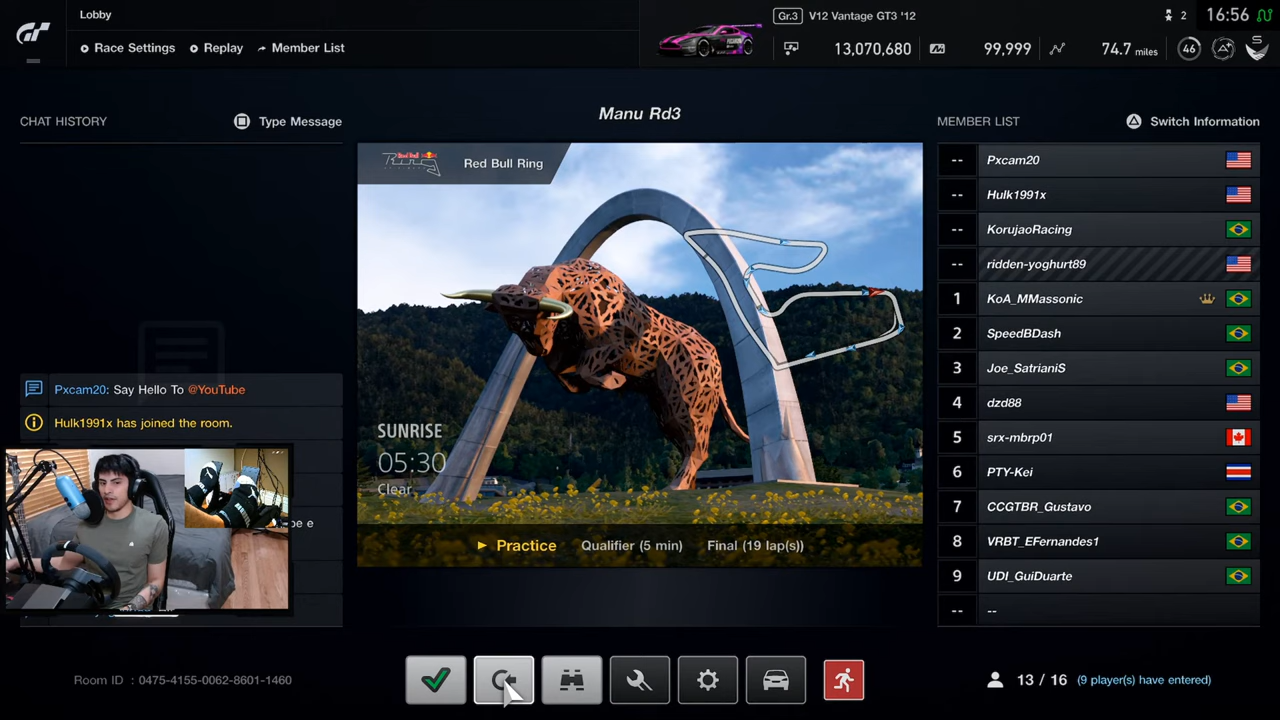 Lobby
Race Settings
Replay
Member List
Gr.3 V12 Vantage GT3 '12
13,070,680
99,999
74.7 miles
2
16:56
46
S
CHAT HISTORY
Type Message
Manu Rd3
MEMBER LIST
Switch Information
Red Bull Ring
Pxcam20: Say Hello To @YouTube
Hulk1991x has joined the room.
SUNRISE
05:30
Clear
Practice Qualifier (5 min) Final (19 lap(s))
-- Pxcam20
-- Hulk1991x
-- KorujaoRacing
-- ridden-yoghurt89
1 KoA_MMassonic
2 SpeedBDash
3 Joe_SatrianiS
4 dzd88
5 srx-mbrp01
6 PTY-Kei
7 CCGTBR_Gustavo
8 VRBT_EFernandes1
9 UDI_GuiDuarte
-- --
Room ID : 0475-4155-0062-8601-1460
13 / 16 (9 player(s) have entered)